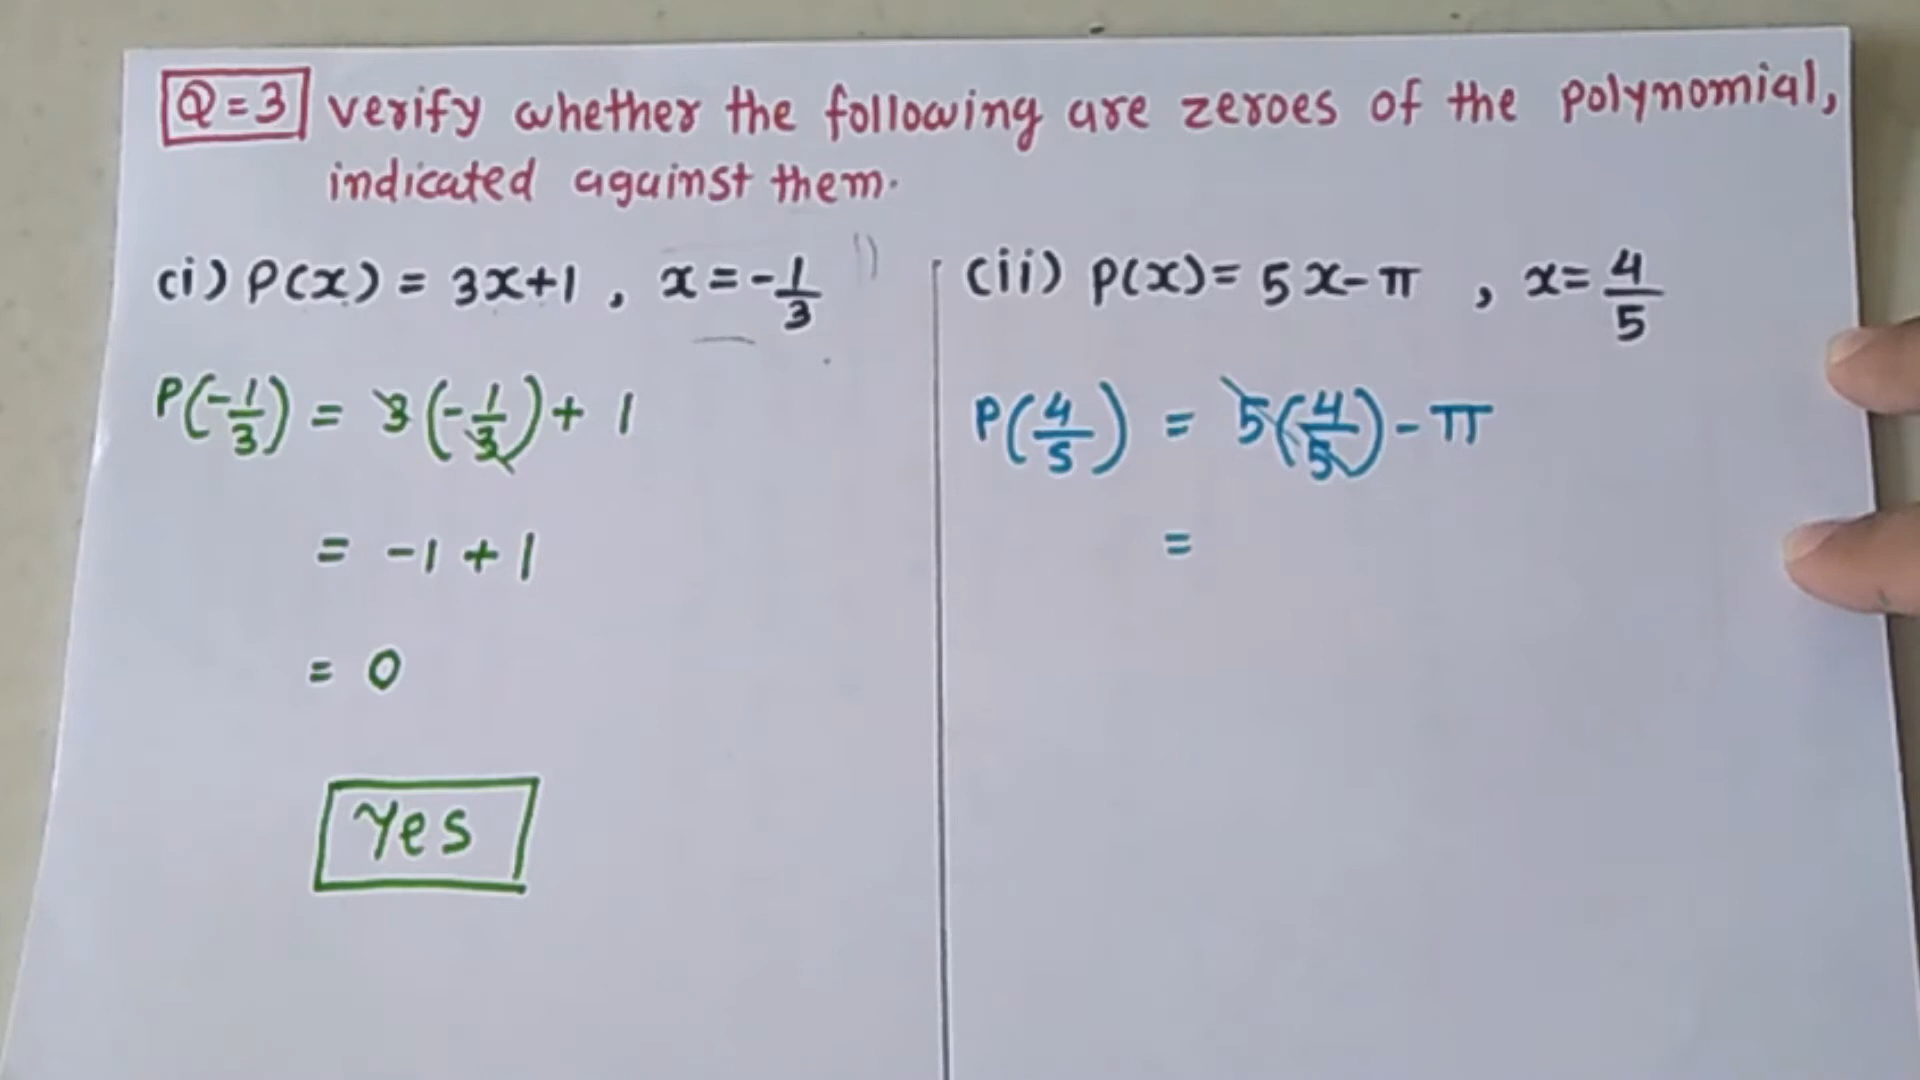 Q=3 verify whether the following are zeroes of the polynomial,
indicated against them.
(i) P(x) = 3x+1 , x = -1/3
P(-1/3) = 3(-1/3) + 1
= -1 + 1
= 0
Yes
(ii) P(x) = 5x-π , x = 4/5
P(4/5) = 5(4/5) - π
=